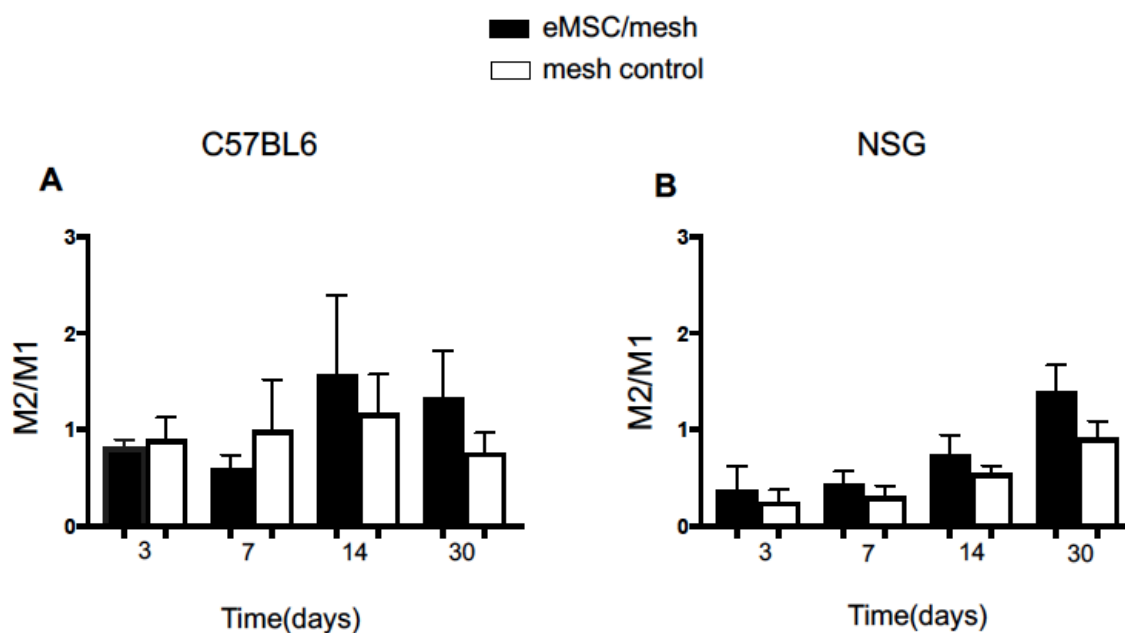 eMSC/mesh
mesh control
C57BL6
NSG
A
B
3
2
1
0
M2/M1
3 7 14 30
Time(days)
3
2
1
0
M2/M1
3 7 14 30
Time(days)